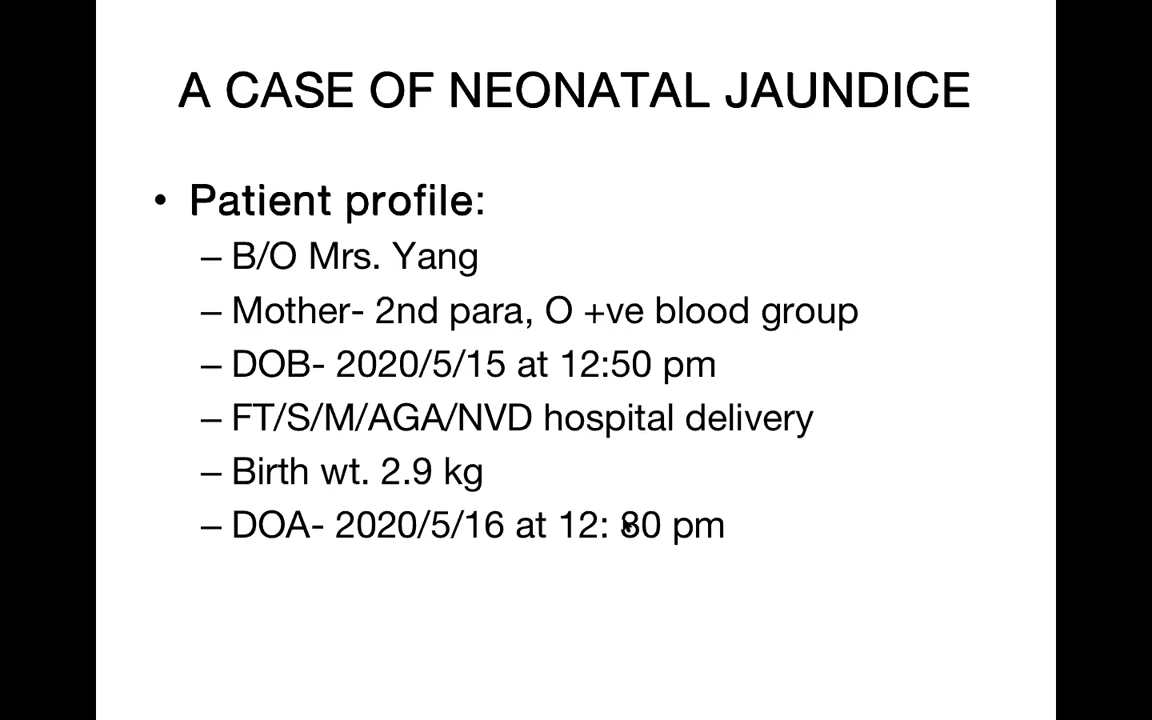 A CASE OF NEONATAL JAUNDICE
• Patient profile:
– B/O Mrs. Yang
– Mother- 2nd para, O +ve blood group
– DOB- 2020/5/15 at 12:50 pm
– FT/S/M/AGA/NVD hospital delivery
– Birth wt. 2.9 kg
– DOA- 2020/5/16 at 12: 30 pm